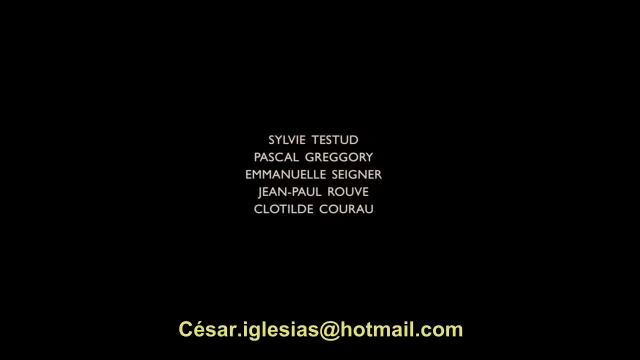 SYLVIE TESTUD
PASCAL GREGGORY
EMMANUELLE SEIGNER
JEAN-PAUL ROUVE
CLOTILDE COURAU
César.iglesias@hotmail.com